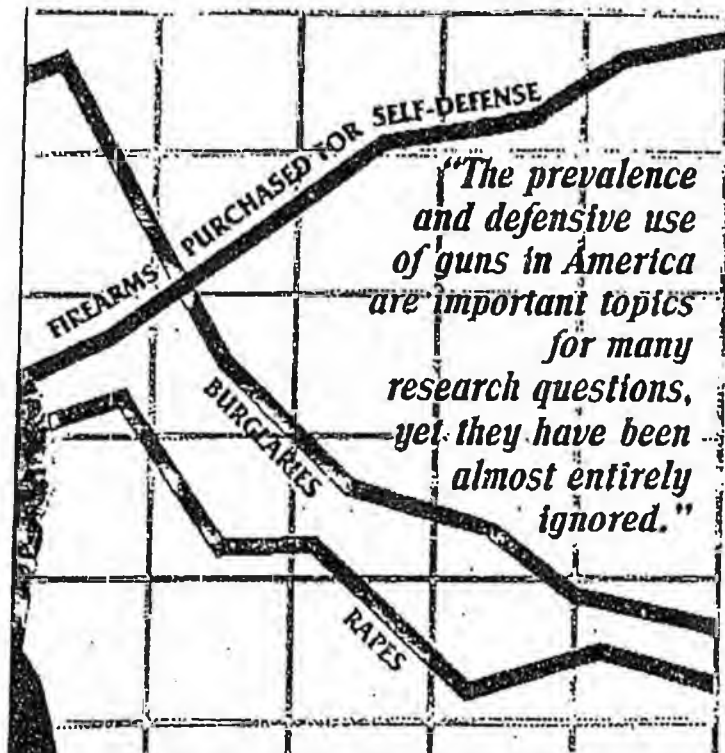 FIREARMS PURCHASED FOR SELF-DEFENSE
"The prevalence
and defensive use
of guns in America
are important topics
for many
research questions,
yet they have been
almost entirely
ignored."
BURGLARIES
RAPES